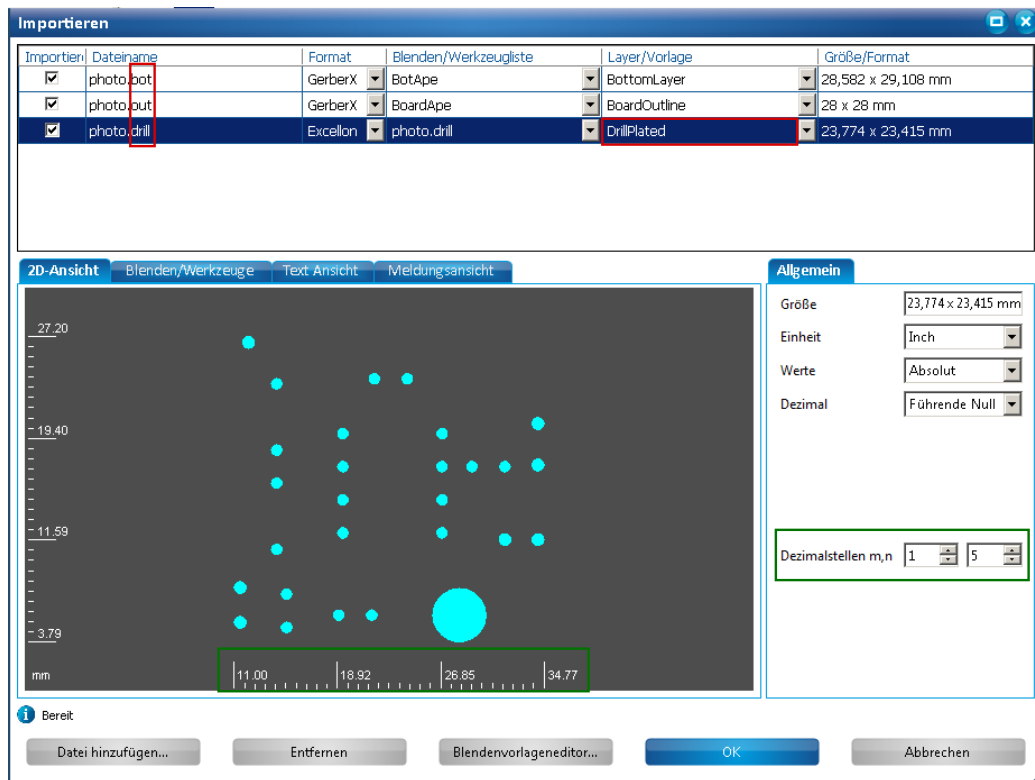 Importieren
Importieren Dateiname Format Blenden/Werkzeugliste Layer/Vorlage Größe/Format
photo.bot GerberX BotApe BottomLayer 28,582 x 29,108 mm
photo.out GerberX BoardApe BoardOutline 28 x 28 mm
photo.drill Excellon photo.drill DrillPlated 23,774 x 23,415 mm
2D-Ansicht Blenden/Werkzeuge Text Ansicht Meldungsansicht
Allgemein
27.20
19.40
11.59
3.79
mm 11.00 18.92 26.85 34.77
Größe 23,774 x 23,415 mm
Einheit Inch
Werte Absolut
Dezimal Führende Null
Dezimalstellen m,n 1 5
Bereit
Datei hinzufügen... Entfernen Blendenvorlageneditor... OK Abbrechen